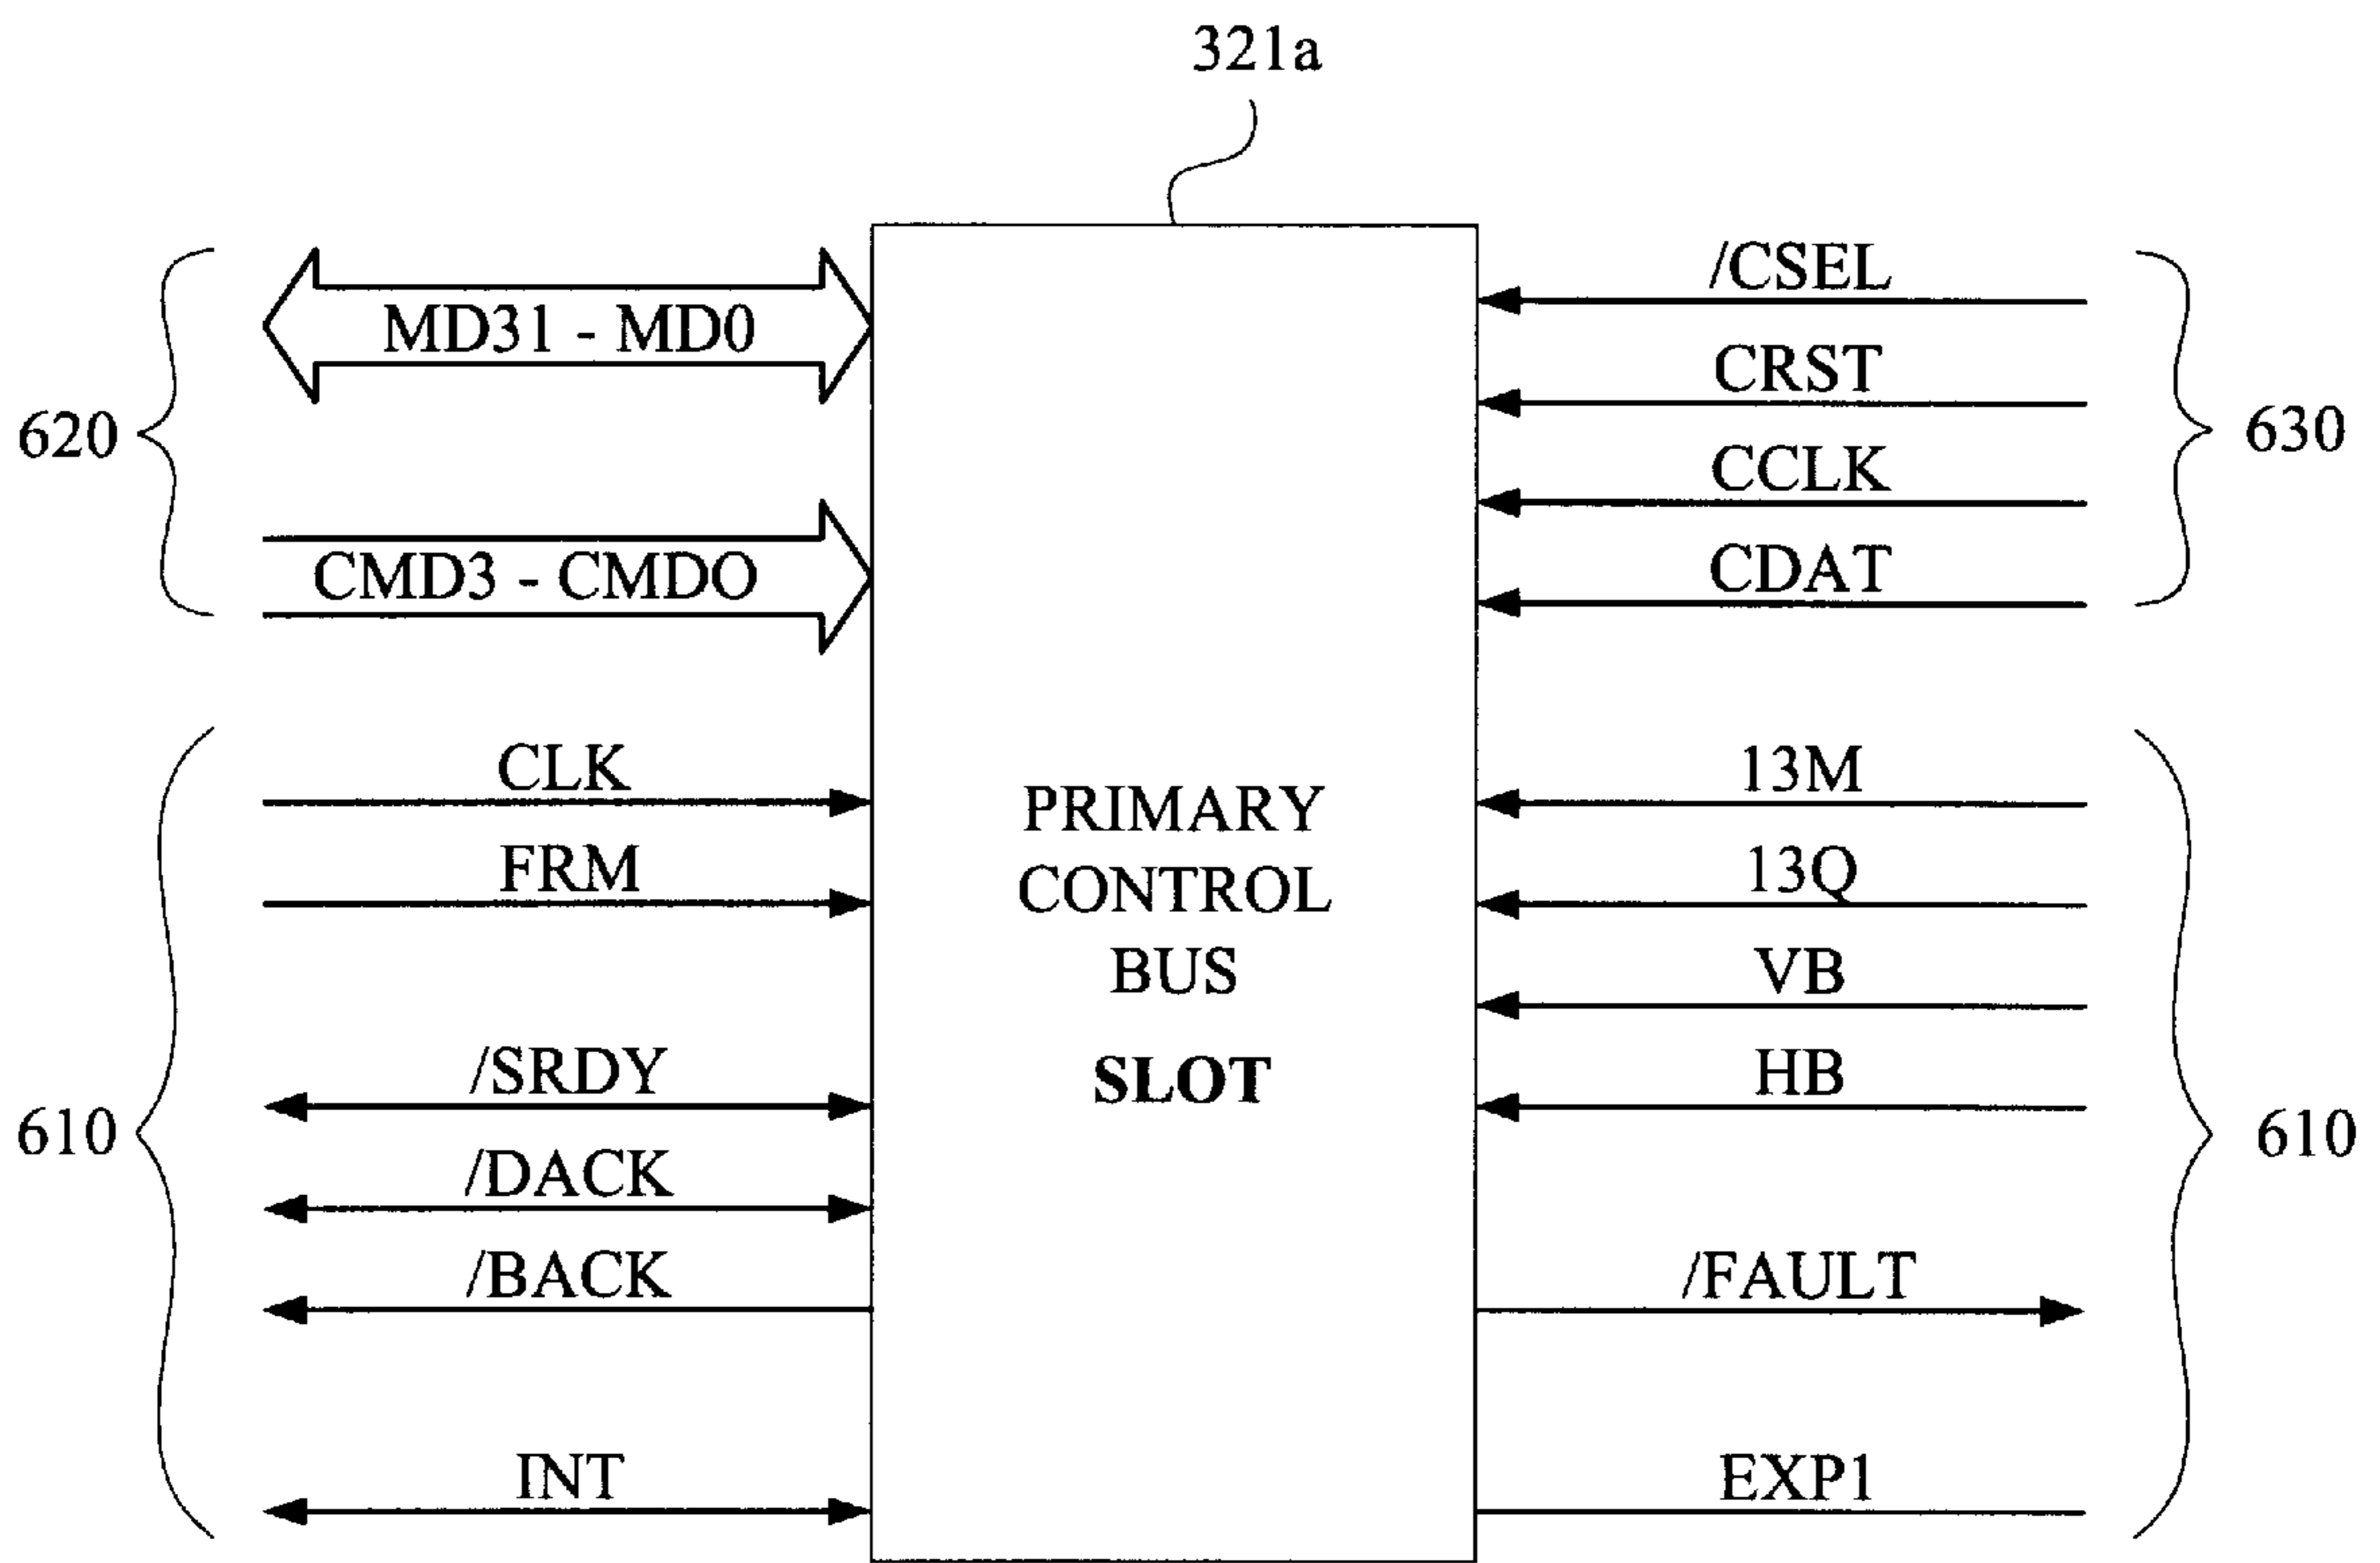 321a
MD31 - MD0
CMD3 - CMDO
620
CLK
FRM
/SRDY
/DACK
/BACK
INT
610
PRIMARY
CONTROL
BUS
SLOT
/CSEL
CRST
CCLK
CDAT
630
13M
13Q
VB
HB
/FAULT
EXP1
610